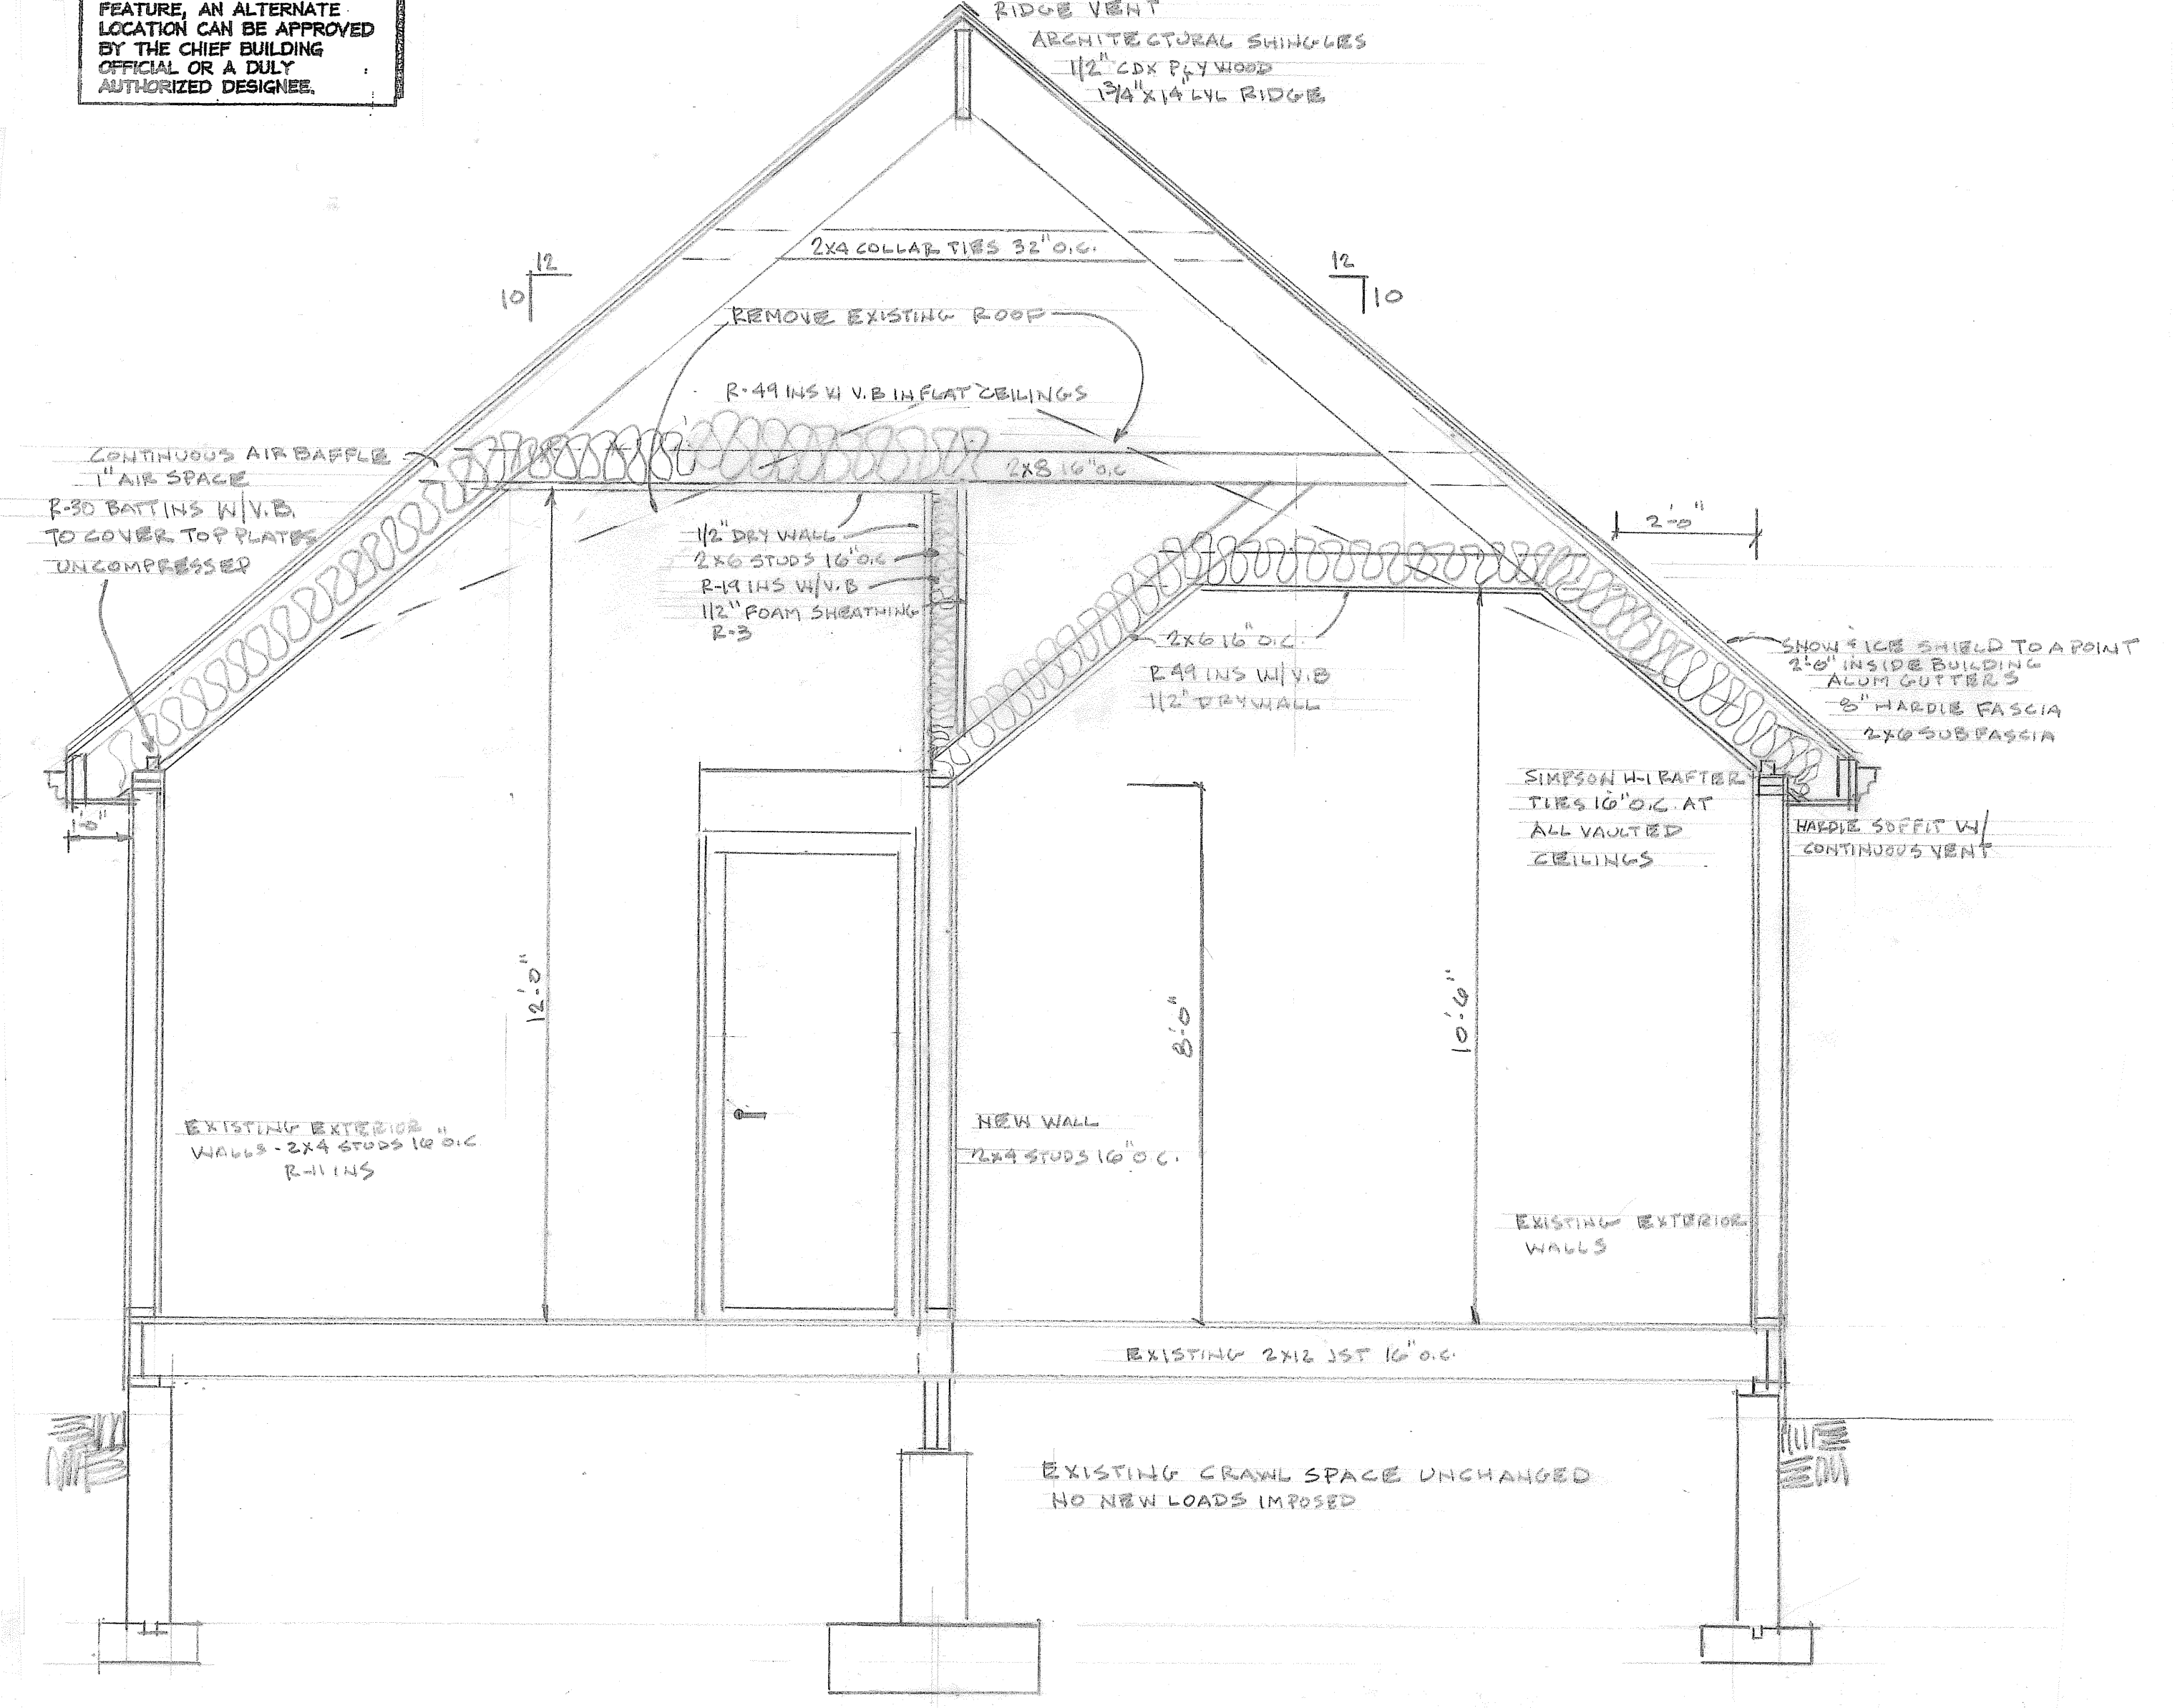 FEATURE, AN ALTERNATE
LOCATION CAN BE APPROVED
BY THE CHIEF BUILDING
OFFICIAL OR A DULY
AUTHORIZED DESIGNEE.
RIDGE VENT
ARCHITECTURAL SHINGLES
1/2" CDX PLYWOOD
1 3/4" X 14" LVL RIDGE
2X4 COLLAR TIES 32" O.C.
12
10
12
10
REMOVE EXISTING ROOF
R-49 INS W V.B IN FLAT CEILINGS
CONTINUOUS AIR BAFFLE
1" AIR SPACE
R-30 BATT INS W/V.B.
TO COVER TOP PLATES
UNCOMPRESSED
2X8 16" O.C
1/2" DRY WALL
2X6 STUDS 16" O.C
R-19 INS W/V.B
1/2" FOAM SHEATHING
R-3
2'-0"
2X6 16" O.C.
R 49 INS W/V.B
1/2" DRYWALL
SNOW & ICE SHIELD TO A POINT
2'-0" INSIDE BUILDING
ALUM GUTTERS
8" HARDIE FASCIA
2X6 SUB FASCIA
SIMPSON H-1 RAFTER
TIES 16" O.C. AT
ALL VAULTED
CEILINGS
HARDIE SOFFIT W/
CONTINUOUS VENT
1'-0"
12'-0"
8'-0"
10'-6"
EXISTING EXTERIOR
WALLS - 2X4 STUDS 16" O.C
R-11 INS
NEW WALL
2X4 STUDS 16" O.C.
EXISTING EXTERIOR
WALLS
EXISTING 2X12 JST 16" O.C.
EXISTING CRAWL SPACE UNCHANGED
NO NEW LOADS IMPOSED